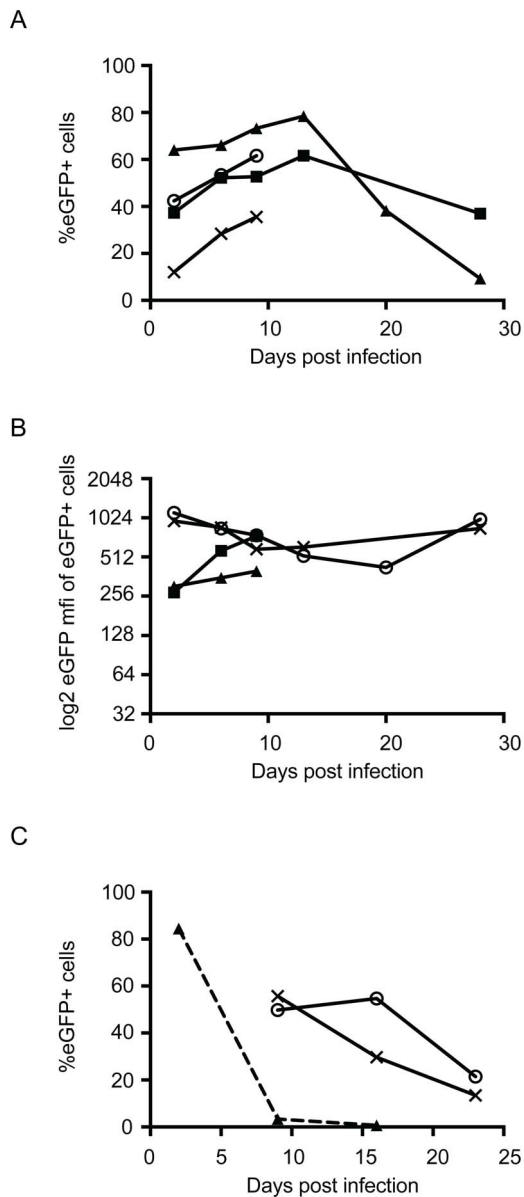 A
100
80
60
40
20
0
%eGFP+ cells
0 10 20 30
Days post infection
B
2048
1024
512
256
128
64
32
log2 eGFP mfi of eGFP+ cells
0 10 20 30
Days post infection
C
100
80
60
40
20
0
%eGFP+ cells
0 5 10 15 20 25
Days post infection